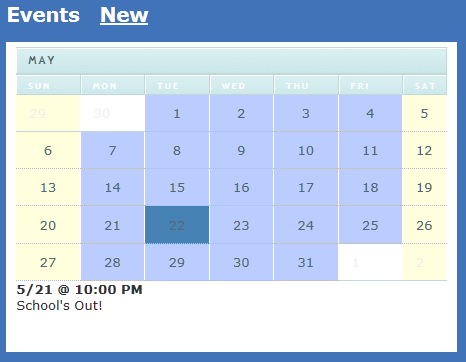 Events New
MAY
SUN MON TUE WED THU FRI SAT
29 30 1 2 3 4 5
6 7 8 9 10 11 12
13 14 15 16 17 18 19
20 21 22 23 24 25 26
27 28 29 30 31 1 2
5/21 @ 10:00 PM
School's Out!